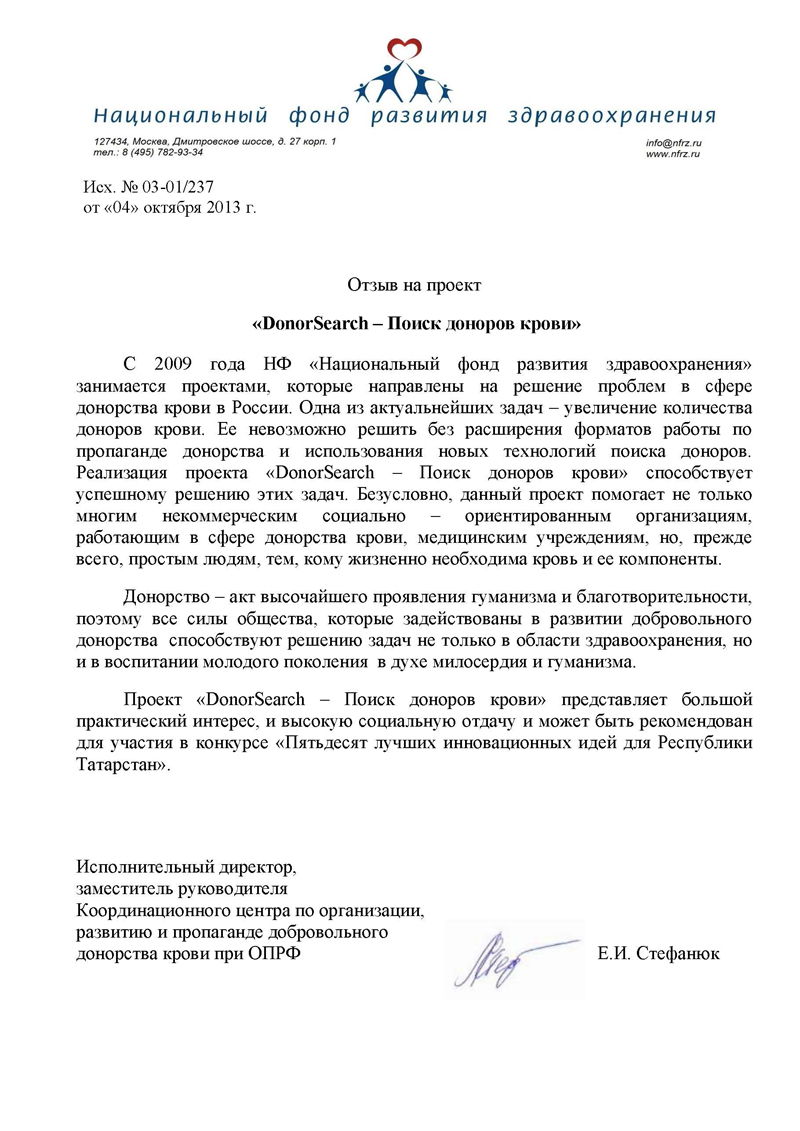 Национальный фонд развития здравоохранения
127434, Москва, Дмитровское шоссе, д. 27 корп. 1
тел.: 8 (495) 782-93-34
info@nfrz.ru
www.nfrz.ru
Исх. № 03-01/237
от «04» октября 2013 г.
Отзыв на проект
«DonorSearch – Поиск доноров крови»
С 2009 года НФ «Национальный фонд развития здравоохранения»
занимается проектами, которые направлены на решение проблем в сфере
донорства крови в России. Одна из актуальнейших задач – увеличение количества
доноров крови. Ее невозможно решить без расширения форматов работы по
пропаганде донорства и использования новых технологий поиска доноров.
Реализация проекта «DonorSearch – Поиск доноров крови» способствует
успешному решению этих задач. Безусловно, данный проект помогает не только
многим некоммерческим социально – ориентированным организациям,
работающим в сфере донорства крови, медицинским учреждениям, но, прежде
всего, простым людям, тем, кому жизненно необходима кровь и ее компоненты.
Донорство – акт высочайшего проявления гуманизма и благотворительности,
поэтому все силы общества, которые задействованы в развитии добровольного
донорства способствуют решению задач не только в области здравоохранения, но
и в воспитании молодого поколения в духе милосердия и гуманизма.
Проект «DonorSearch – Поиск доноров крови» представляет большой
практический интерес, и высокую социальную отдачу и может быть рекомендован
для участия в конкурсе «Пятьдесят лучших инновационных идей для Республики
Татарстан».
Исполнительный директор,
заместитель руководителя
Координационного центра по организации,
развитию и пропаганде добровольного
донорства крови при ОПРФ
Е.И. Стефанюк